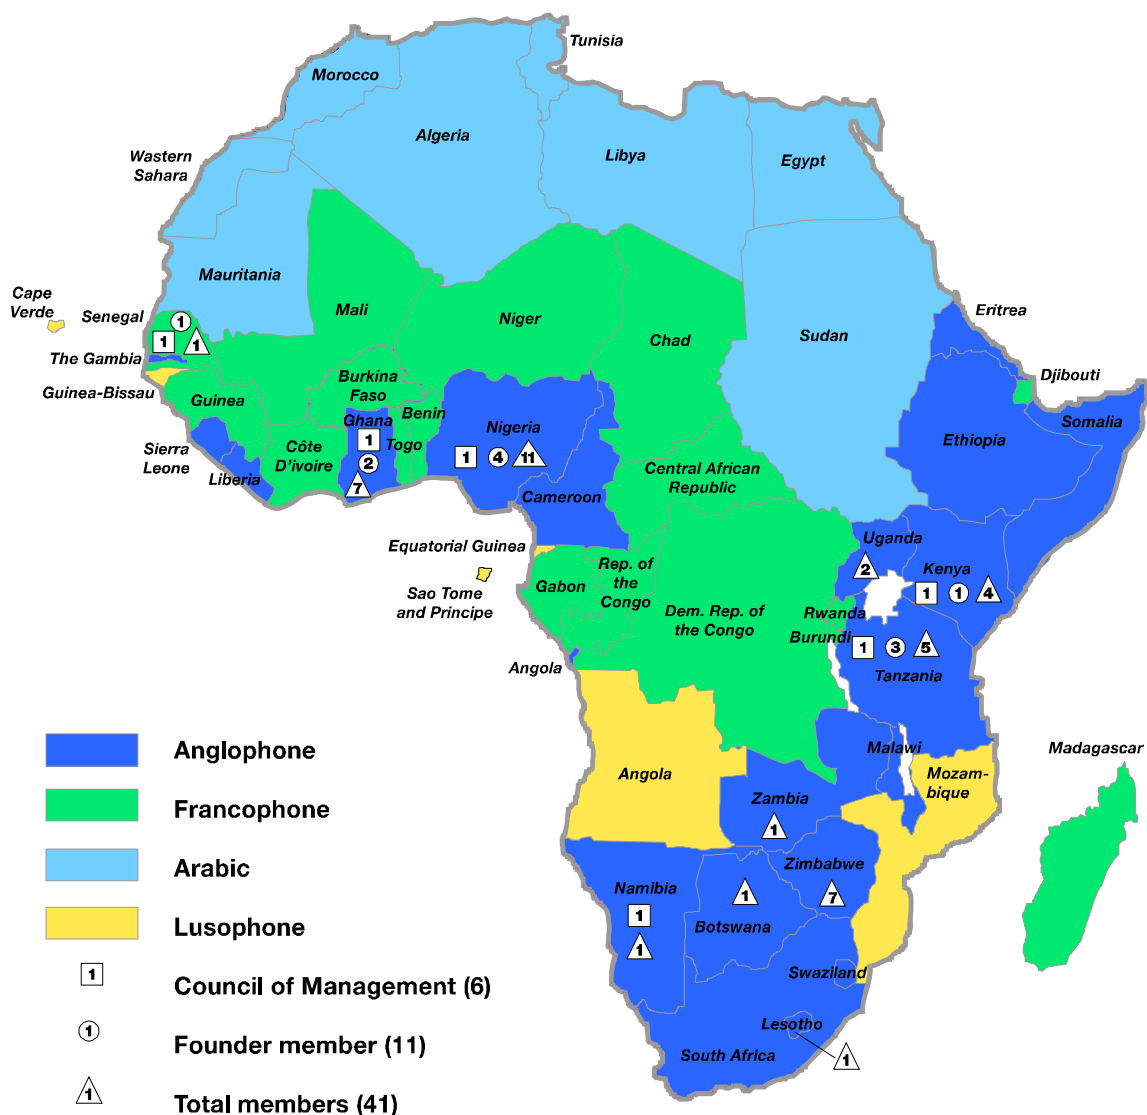 Tunisia
Morocco
Algeria
Libya
Egypt
Wastern
Sahara
Mauritania
Cape
Verde
Senegal
1
1
1
Mali
Niger
Chad
Sudan
Eritrea
The Gambia
Guinea-Bissau
Guinea
Burkina
Faso
Benin
Djibouti
Somalia
Ethiopia
Sierra
Leone
Liberia
Côte
D'ivoire
Ghana
1
2
7
Togo
Nigeria
1
4
11
Cameroon
Central African
Republic
Equatorial Guinea
Sao Tome
and Principe
Gabon
Rep. of
the
Congo
Dem. Rep. of
the Congo
Uganda
2
Kenya
1
1
4
Rwanda
Burundi
1
3
5
Tanzania
Angola
Angola
Malawi
Mozam-
bique
Madagascar
Zambia
1
Zimbabwe
7
Namibia
1
1
1
Botswana
Swaziland
Lesotho
1
South Africa
Anglophone
Francophone
Arabic
Lusophone
1
Council of Management (6)
1
Founder member (11)
1
Total members (41)